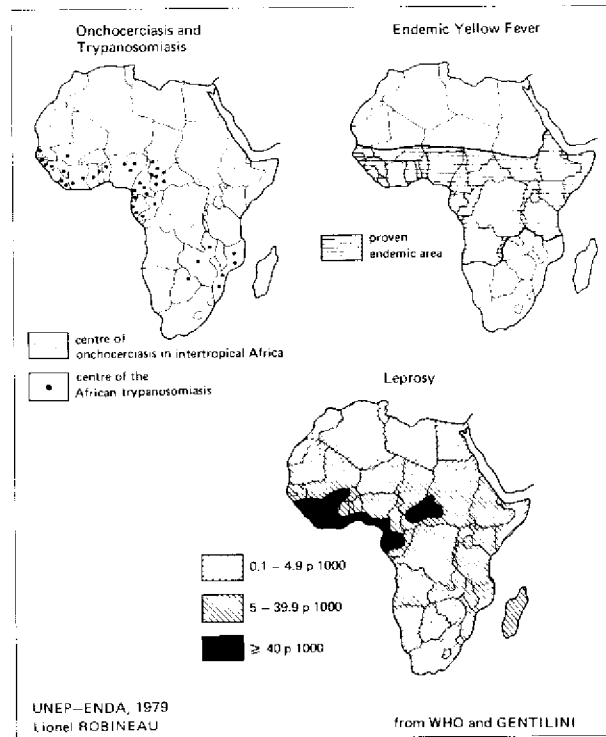 Onchocerciasis and
Trypanosomiasis
Endemic Yellow Fever
proven
endemic area
centre of
onchocerciasis in intertropical Africa
centre of the
African trypanosomiasis
Leprosy
0.1 – 4.9 p 1000
5 – 39.9 p 1000
⩾ 40 p 1000
UNEP–ENDA, 1979
Lionel ROBINEAU
from WHO and GENTILINI